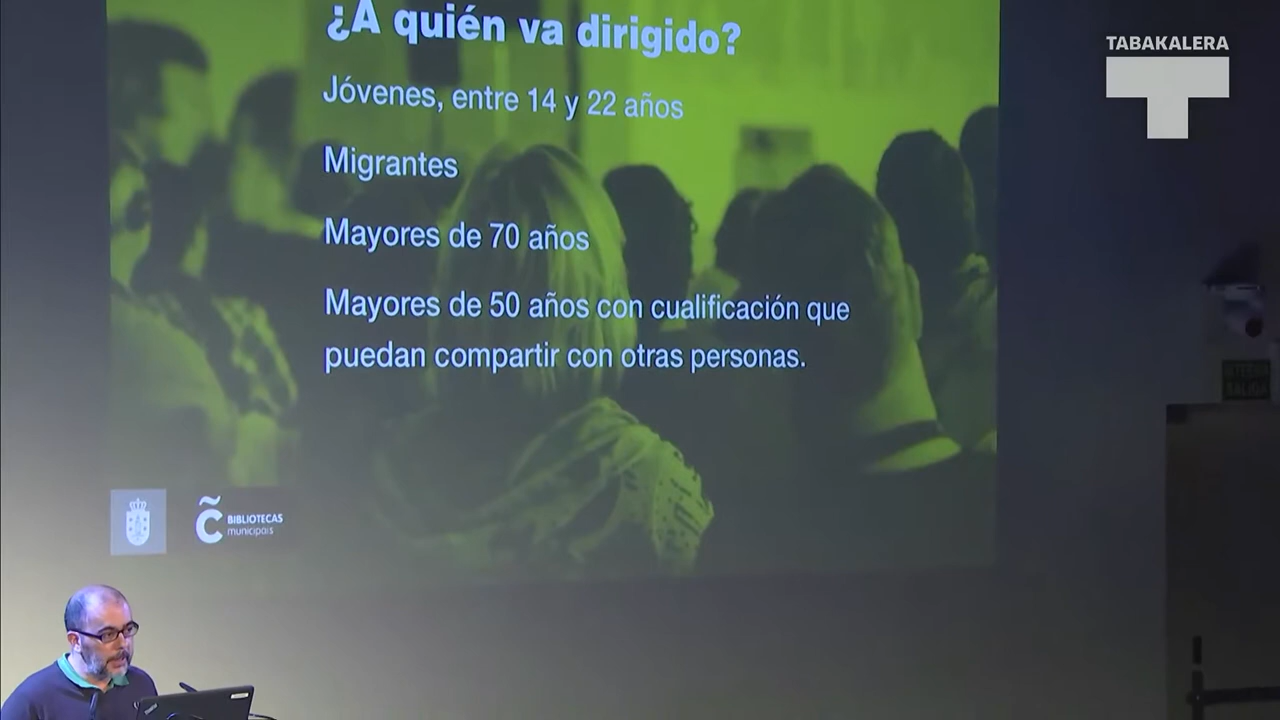 ¿A quién va dirigido?
TABAKALERA
Jóvenes, entre 14 y 22 años
Migrantes
Mayores de 70 años
Mayores de 50 años con cualificación que
puedan compartir con otras personas.
BIBLIOTECAS
municipais